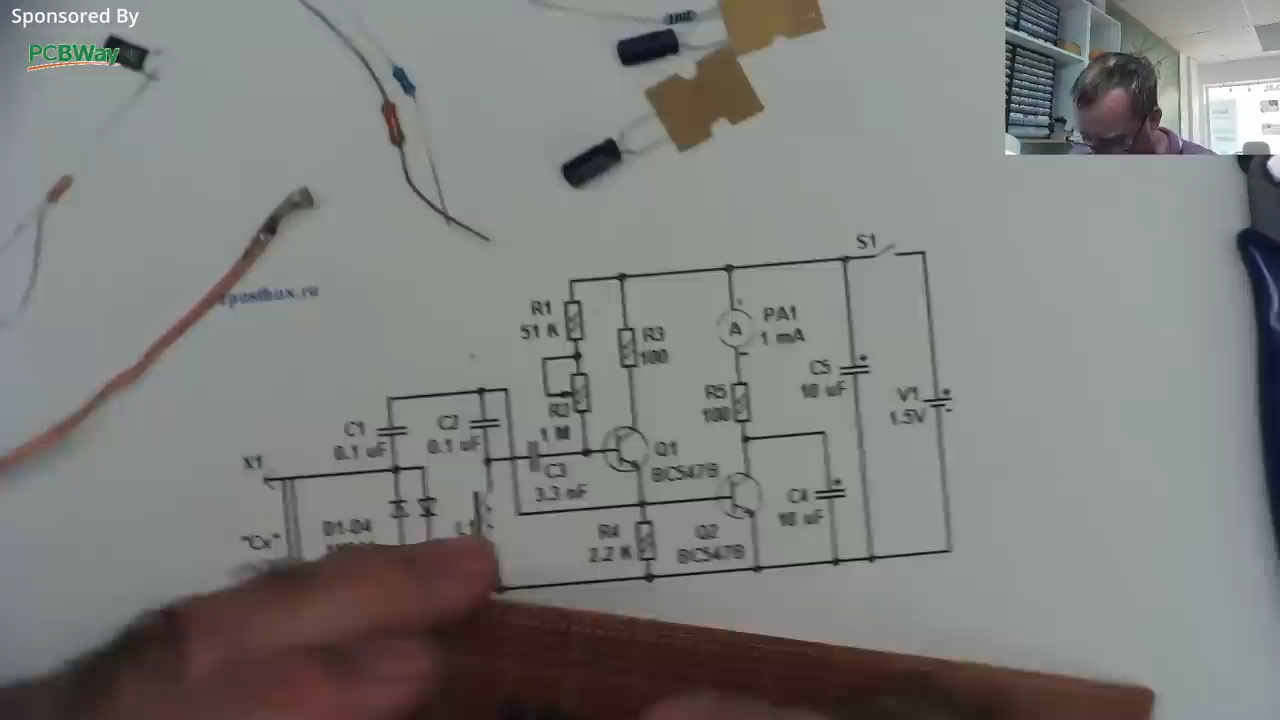 Sponsored By
PCBWay
S1
R1
51 K
R3
100
PA1
1 mA
A
C5
10 uF
V1
1.5V
R5
100
R2
1 M
C1
0.1 uF
C2
0.1 uF
X1
C3
3.3 nF
Q1
BC547B
C4
10 uF
D1-D4
L1
"Cx"
R4
2.2 K
Q2
BC547B